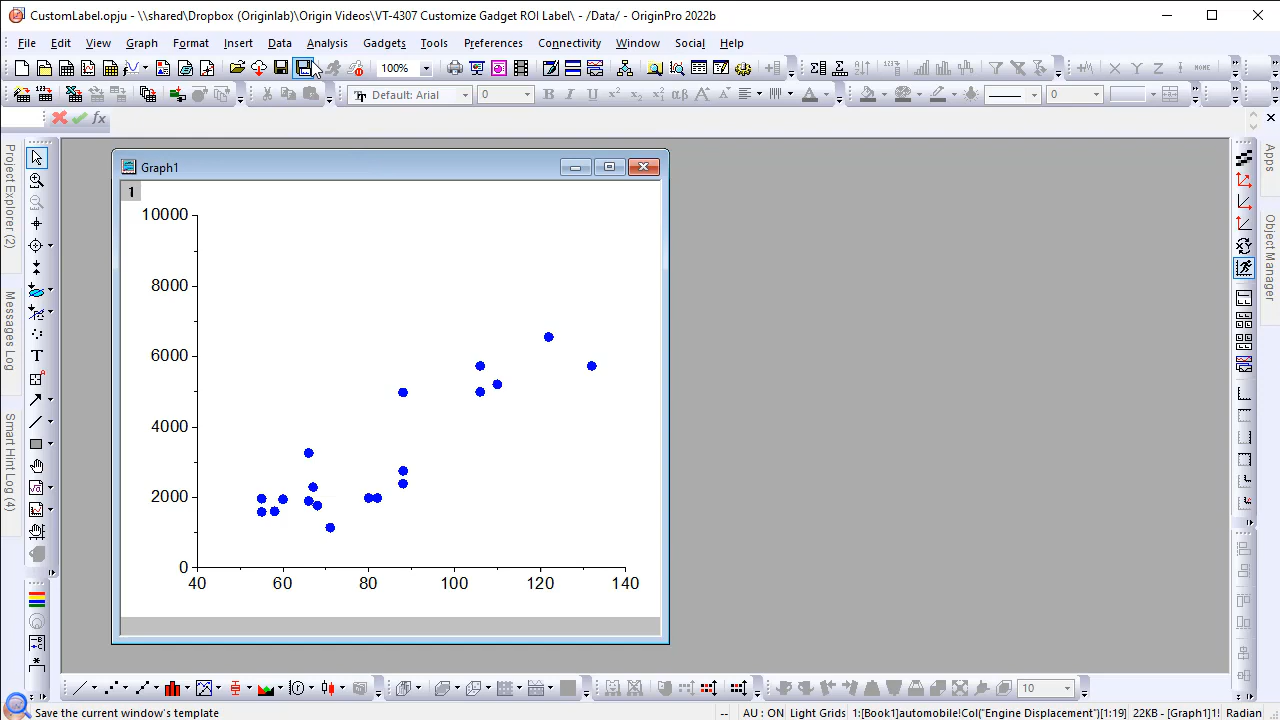 CustomLabel.opju - \\shared\Dropbox (Originlab)\Origin Videos\VT-4307 Customize Gadget ROI Label\ - /Data/ - OriginPro 2022b
File Edit View Graph Format Insert Data Analysis Gadgets Tools Preferences Connectivity Window Social Help
100%
Default: Arial 0 B I U 0
fx
Project Explorer (2)
Messages Log
Smart Hint Log (4)
Graph1
1
10000
8000
6000
4000
2000
0
40 60 80 100 120 140
Apps
Object Manager
10
Save the current window's template -- AU : ON Light Grids 1:[Book1]automobile!Col("Engine Displacement")[1:19] 22KB - [Graph1]1! Radian